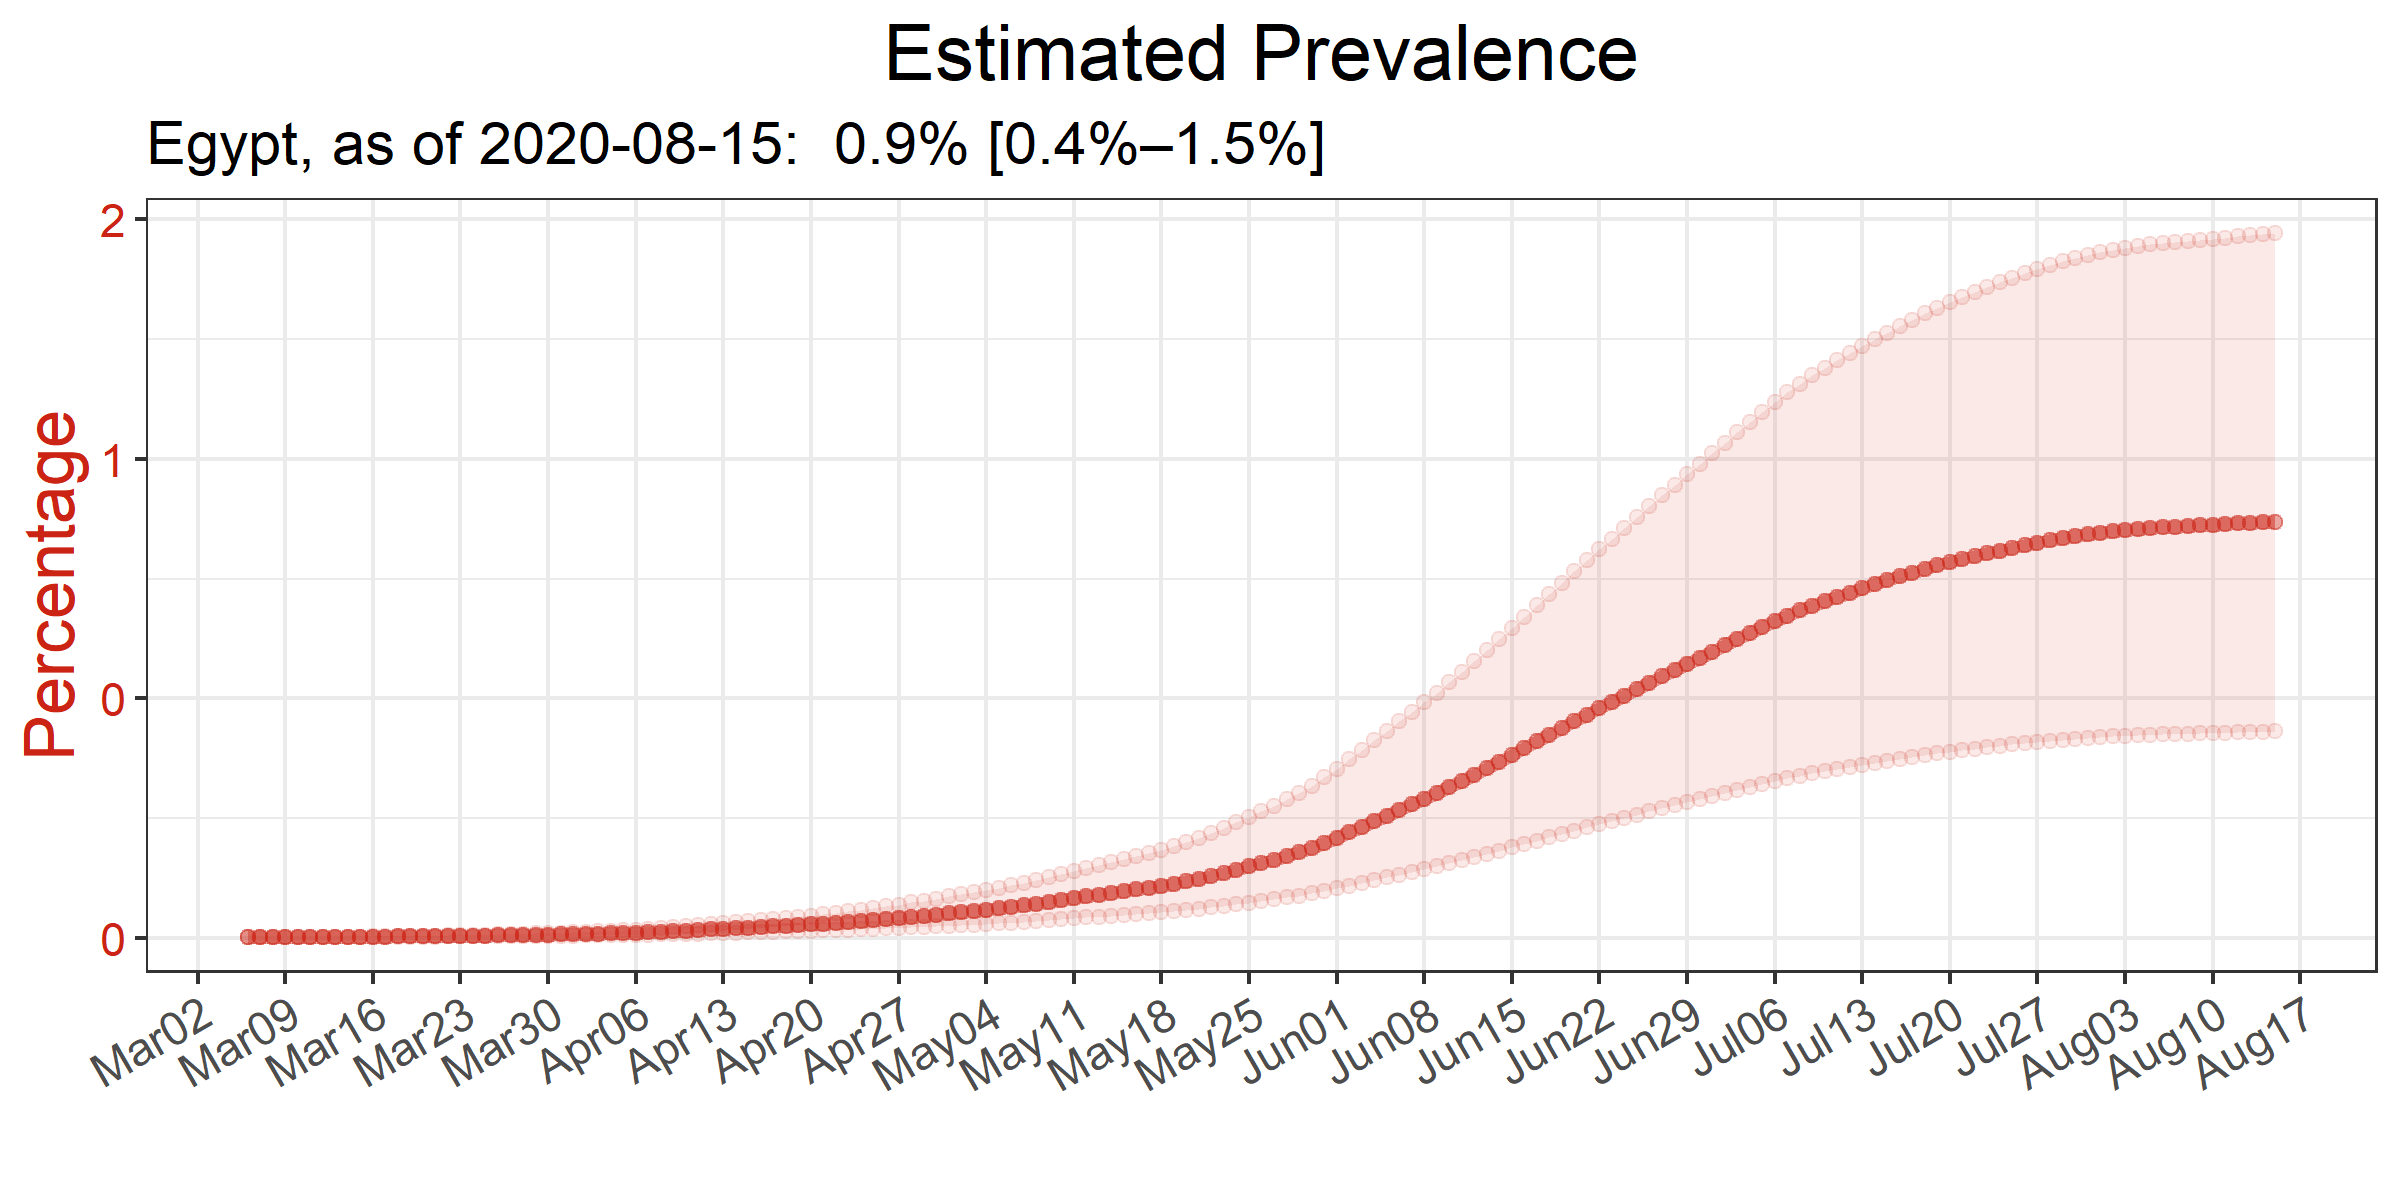 Estimated Prevalence
Egypt, as of 2020-08-15:  0.9% [0.4%–1.5%]
Percentage
2
1
0
0
Mar02
Mar09
Mar16
Mar23
Mar30
Apr06
Apr13
Apr20
Apr27
May04
May11
May18
May25
Jun01
Jun08
Jun15
Jun22
Jun29
Jul06
Jul13
Jul20
Jul27
Aug03
Aug10
Aug17